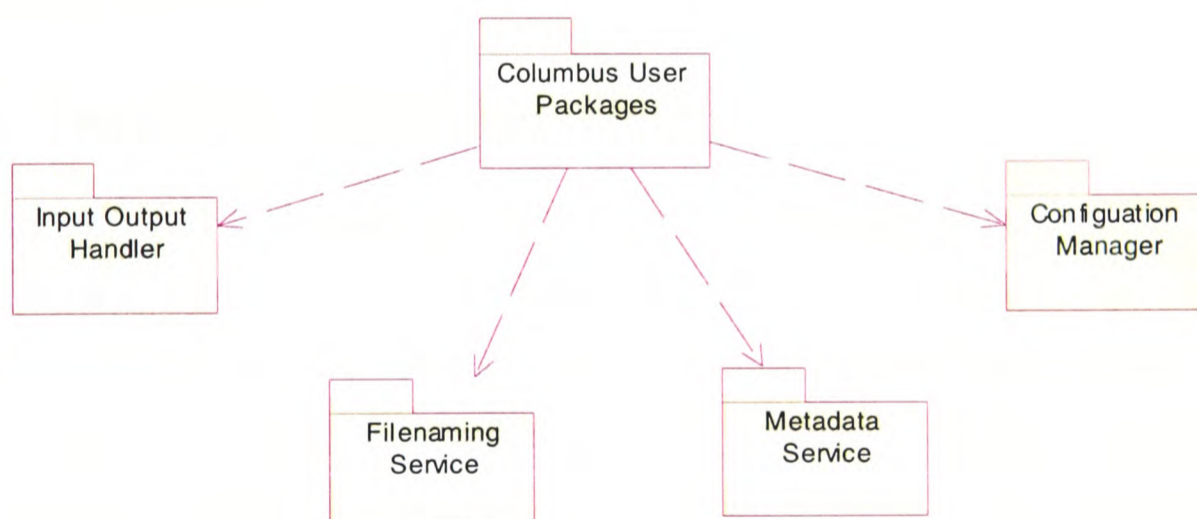 Columbus User
Packages
Input Output
Handler
Configuation
Manager
Filenaming
Service
Metadata
Service